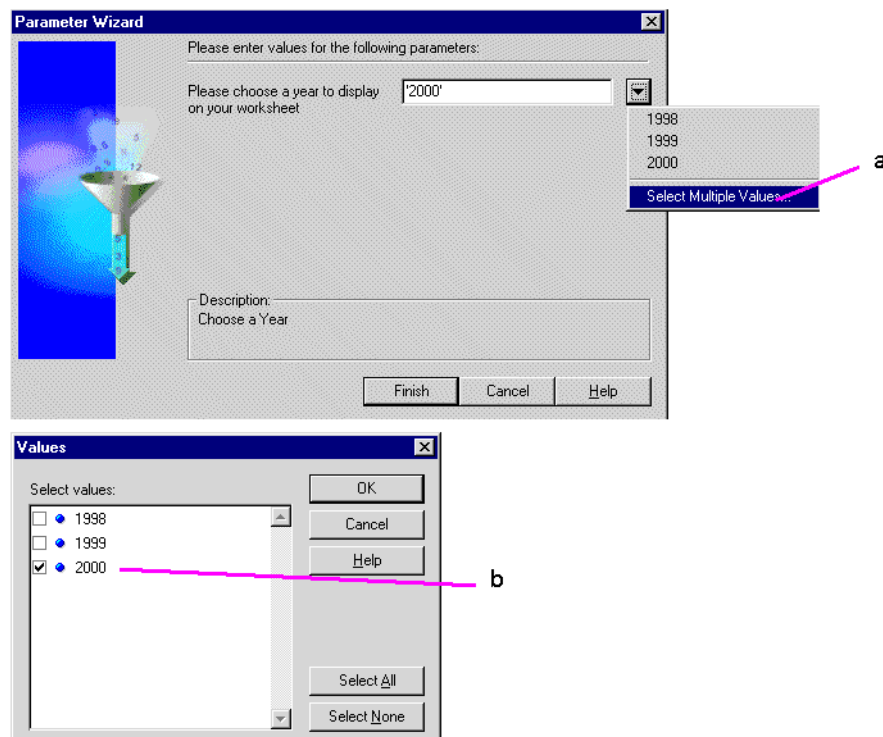 Parameter Wizard
Please enter values for the following parameters:
Please choose a year to display
on your worksheet
'2000'
1998
1999
2000
Select Multiple Values...
a
Description:
Choose a Year
Finish
Cancel
Help
Values
Select values:
1998
1999
2000
OK
Cancel
Help
b
Select All
Select None